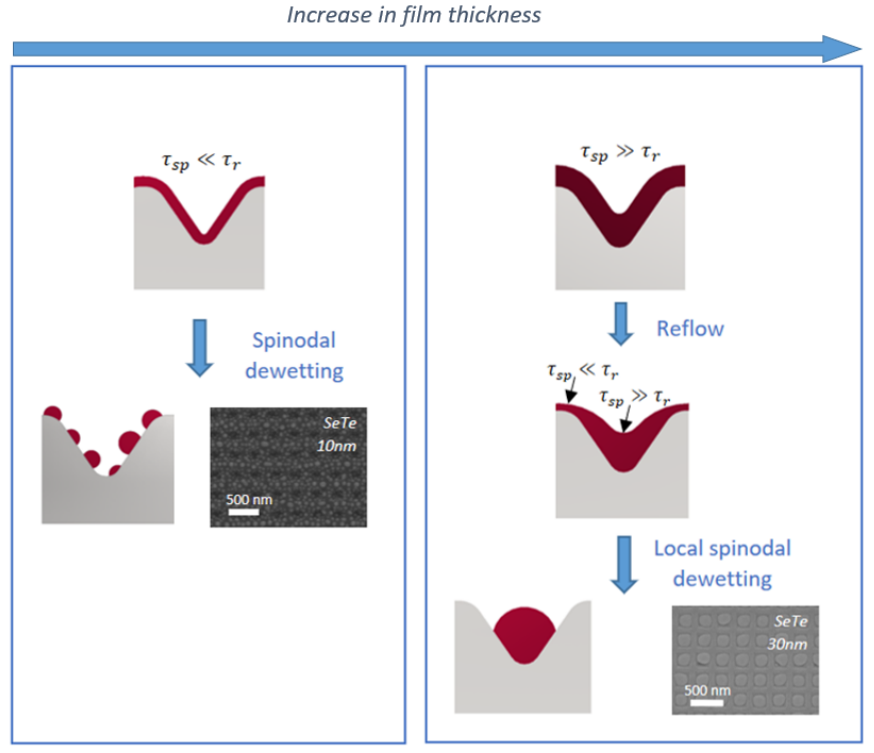 Increase in film thickness
τsp ≪ τr
Spinodal
dewetting
SeTe
10nm
500 nm
τsp ≫ τr
Reflow
τsp ≪ τr
τsp ≫ τr
Local spinodal
dewetting
SeTe
30nm
500 nm